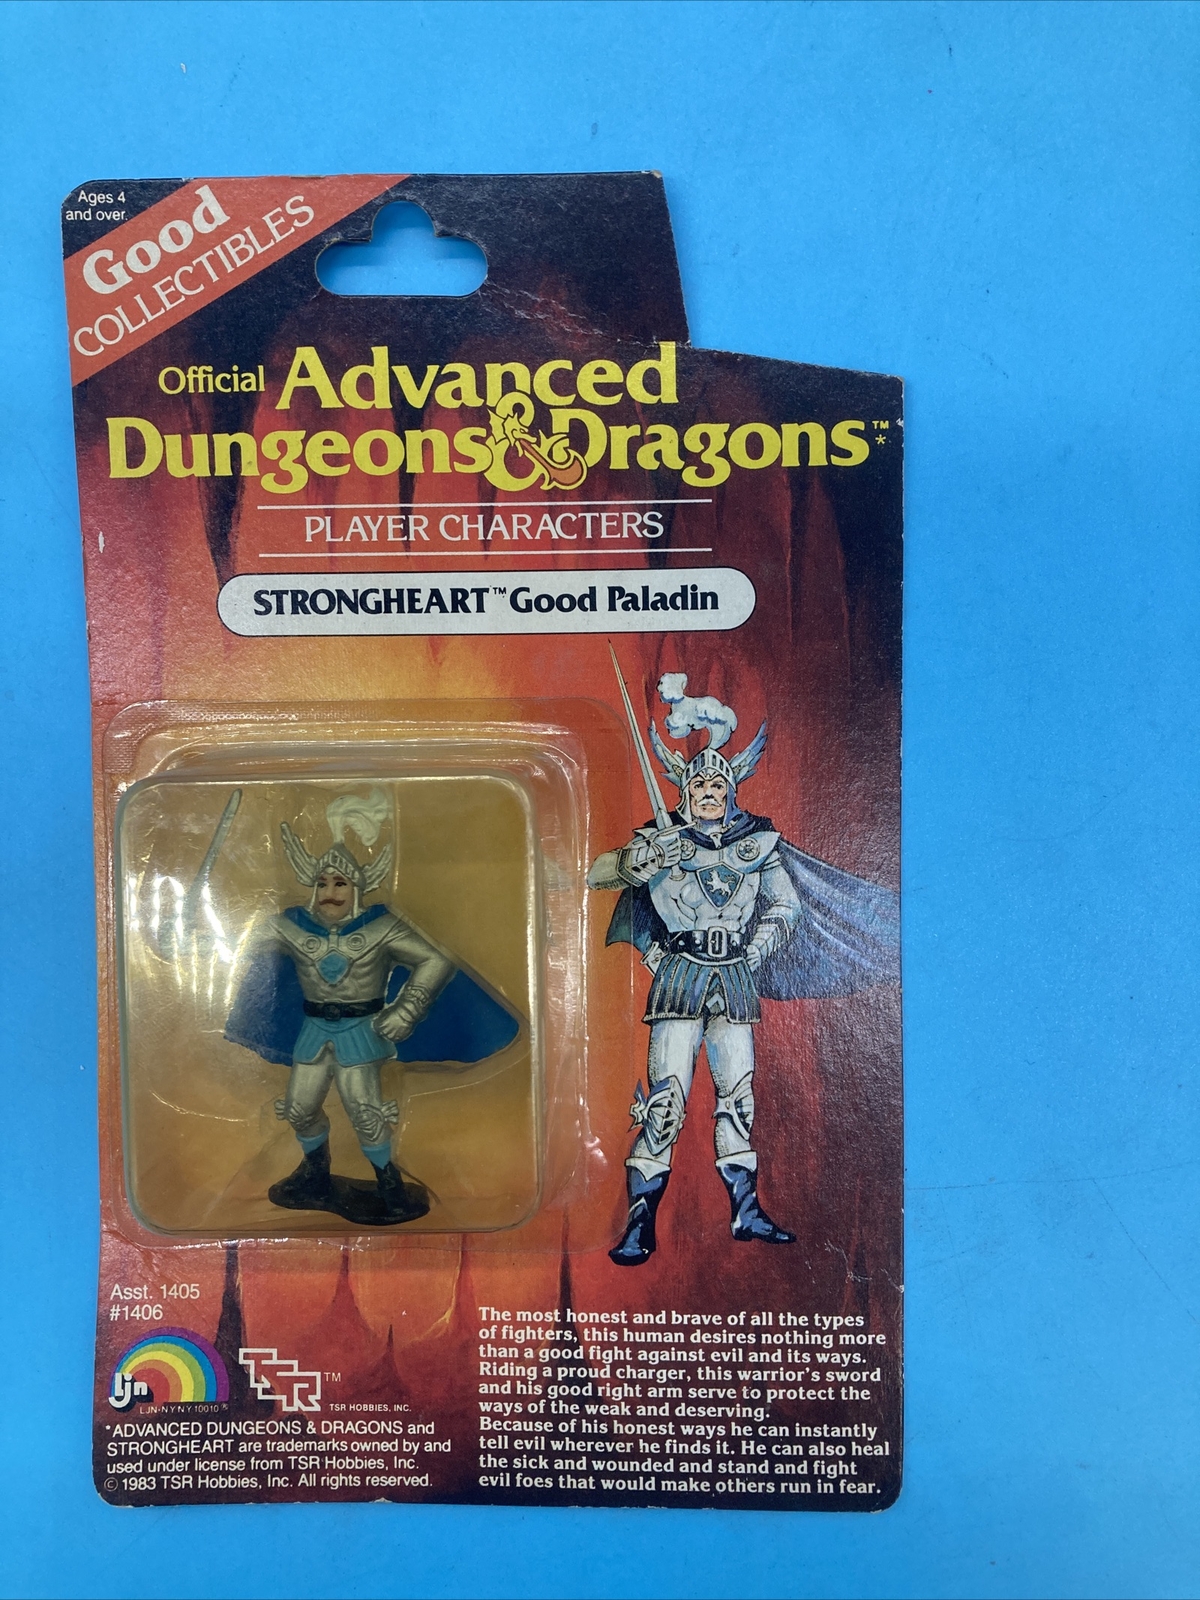 Ages 4
and over.
Good
COLLECTIBLES
Official Advanced
Dungeons & Dragons™*
PLAYER CHARACTERS
STRONGHEART™ Good Paladin
Asst. 1405
#1406
ljn
LJN-NY NY 10010®
TSR™
TSR HOBBIES, INC.
*ADVANCED DUNGEONS & DRAGONS and
STRONGHEART are trademarks owned by and
used under license from TSR Hobbies, Inc.
© 1983 TSR Hobbies, Inc. All rights reserved.
The most honest and brave of all the types
of fighters, this human desires nothing more
than a good fight against evil and its ways.
Riding a proud charger, this warrior's sword
and his good right arm serve to protect the
ways of the weak and deserving.
Because of his honest ways he can instantly
tell evil wherever he finds it. He can also heal
the sick and wounded and stand and fight
evil foes that would make others run in fear.